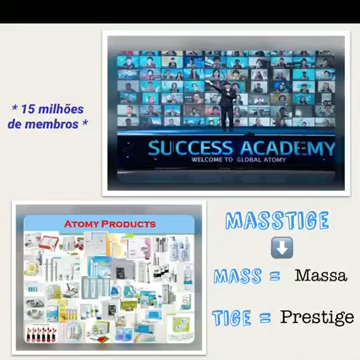 * 15 milhões
de membros *
SUCCESS ACADEMY
WELCOME TO GLOBAL ATOMY
ATOMY PRODUCTS
MASSTIGE
MASS = Massa
TIGE = Prestige